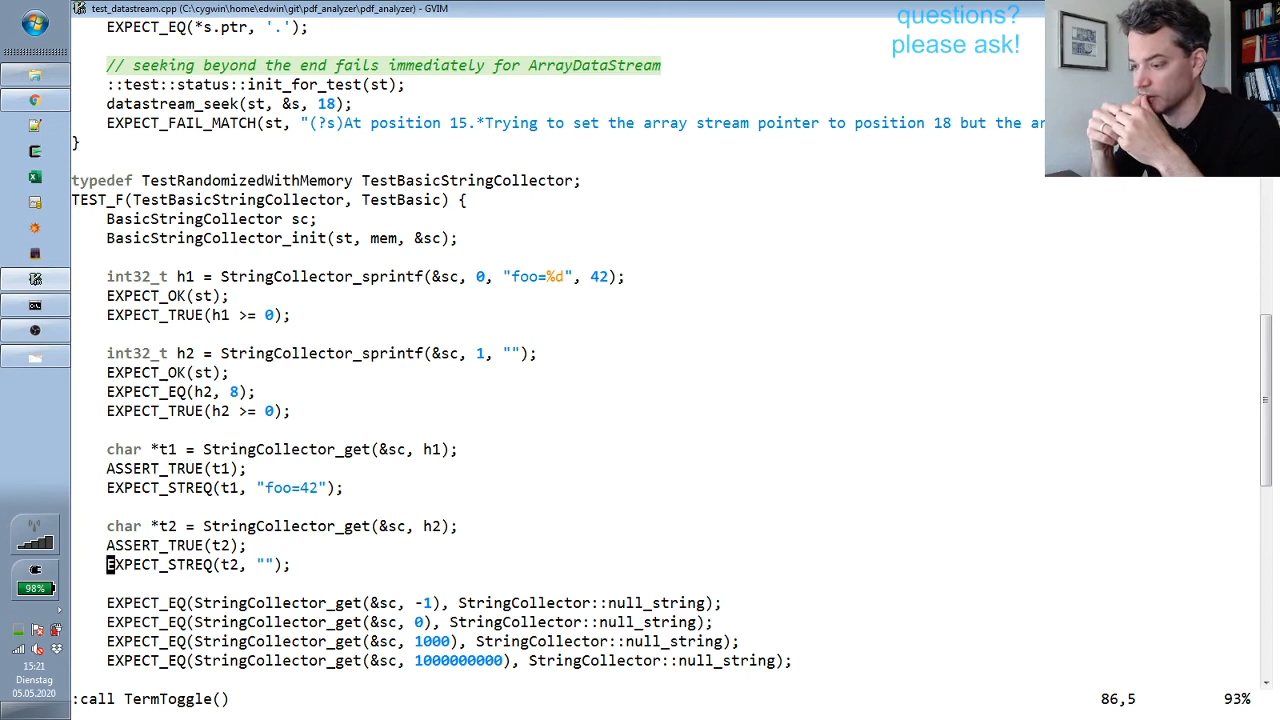 test_datastream.cpp (C:\cygwin\home\edwin\git\pdf_analyzer\pdf_analyzer) - GVIM
questions?
please ask!
EXPECT_EQ(*s.ptr, '.');
// seeking beyond the end fails immediately for ArrayDataStream
::test::status::init_for_test(st);
datastream_seek(st, &s, 18);
EXPECT_FAIL_MATCH(st, "(?s)At position 15.*Trying to set the array stream pointer to position 18 but the ar
}
typedef TestRandomizedWithMemory TestBasicStringCollector;
TEST_F(TestBasicStringCollector, TestBasic) {
BasicStringCollector sc;
BasicStringCollector_init(st, mem, &sc);
int32_t h1 = StringCollector_sprintf(&sc, 0, "foo=%d", 42);
EXPECT_OK(st);
EXPECT_TRUE(h1 >= 0);
int32_t h2 = StringCollector_sprintf(&sc, 1, "");
EXPECT_OK(st);
EXPECT_EQ(h2, 8);
EXPECT_TRUE(h2 >= 0);
char *t1 = StringCollector_get(&sc, h1);
ASSERT_TRUE(t1);
EXPECT_STREQ(t1, "foo=42");
char *t2 = StringCollector_get(&sc, h2);
ASSERT_TRUE(t2);
EXPECT_STREQ(t2, "");
EXPECT_EQ(StringCollector_get(&sc, -1), StringCollector::null_string);
EXPECT_EQ(StringCollector_get(&sc, 0), StringCollector::null_string);
EXPECT_EQ(StringCollector_get(&sc, 1000), StringCollector::null_string);
EXPECT_EQ(StringCollector_get(&sc, 1000000000), StringCollector::null_string);
:call TermToggle()
86,5
93%
98%
15:21
Dienstag
05.05.2020